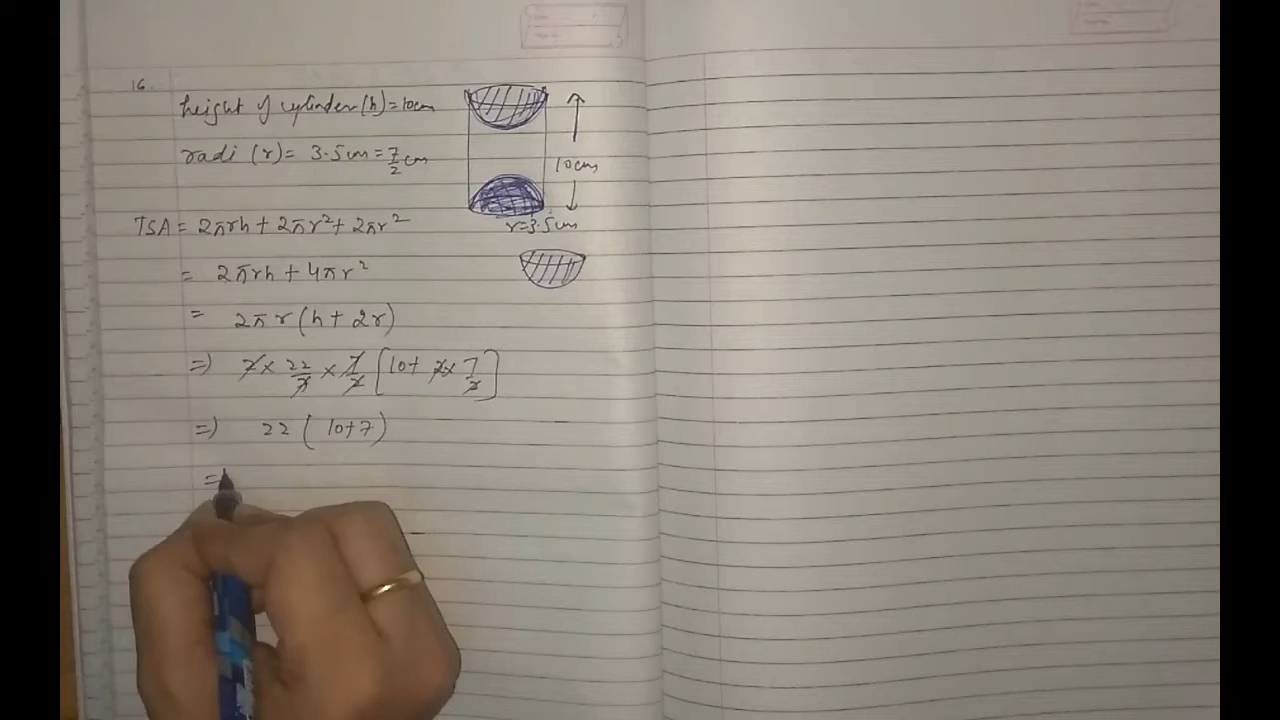 16.
height of cylinder (h) = 10cm
radi (r) = 3.5cm = 7/2 cm
10cm
r=3.5cm
TSA = 2πrh + 2πr² + 2πr²
= 2πrh + 4πr²
= 2πr (h + 2r)
=) 2 × 22/7 × 7/2 [10 + 2 × 7/2]
=) 22 ( 10+7)
=